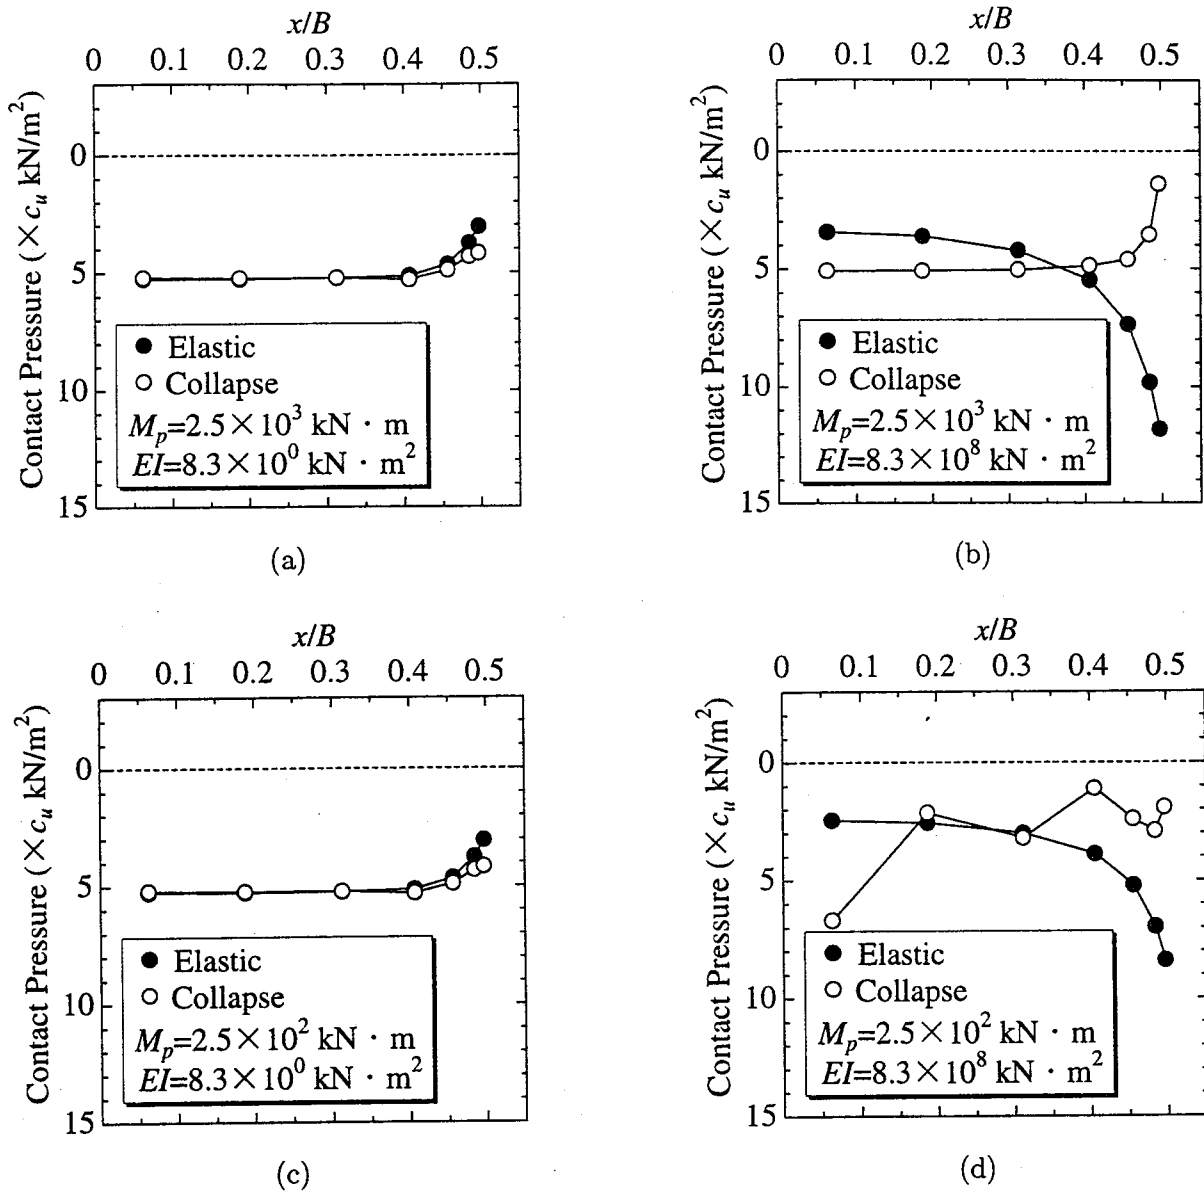 x/B
0 0.1 0.2 0.3 0.4 0.5
Contact Pressure (× c_u kN/m²)
0
5
10
15
● Elastic
○ Collapse
M_p=2.5×10³ kN · m
EI=8.3×10⁰ kN · m²
(a)
x/B
0 0.1 0.2 0.3 0.4 0.5
Contact Pressure (× c_u kN/m²)
0
5
10
15
● Elastic
○ Collapse
M_p=2.5×10³ kN · m
EI=8.3×10⁸ kN · m²
(b)
x/B
0 0.1 0.2 0.3 0.4 0.5
Contact Pressure (× c_u kN/m²)
0
5
10
15
● Elastic
○ Collapse
M_p=2.5×10² kN · m
EI=8.3×10⁰ kN · m²
(c)
x/B
0 0.1 0.2 0.3 0.4 0.5
Contact Pressure (× c_u kN/m²)
0
5
10
15
● Elastic
○ Collapse
M_p=2.5×10² kN · m
EI=8.3×10⁸ kN · m²
(d)